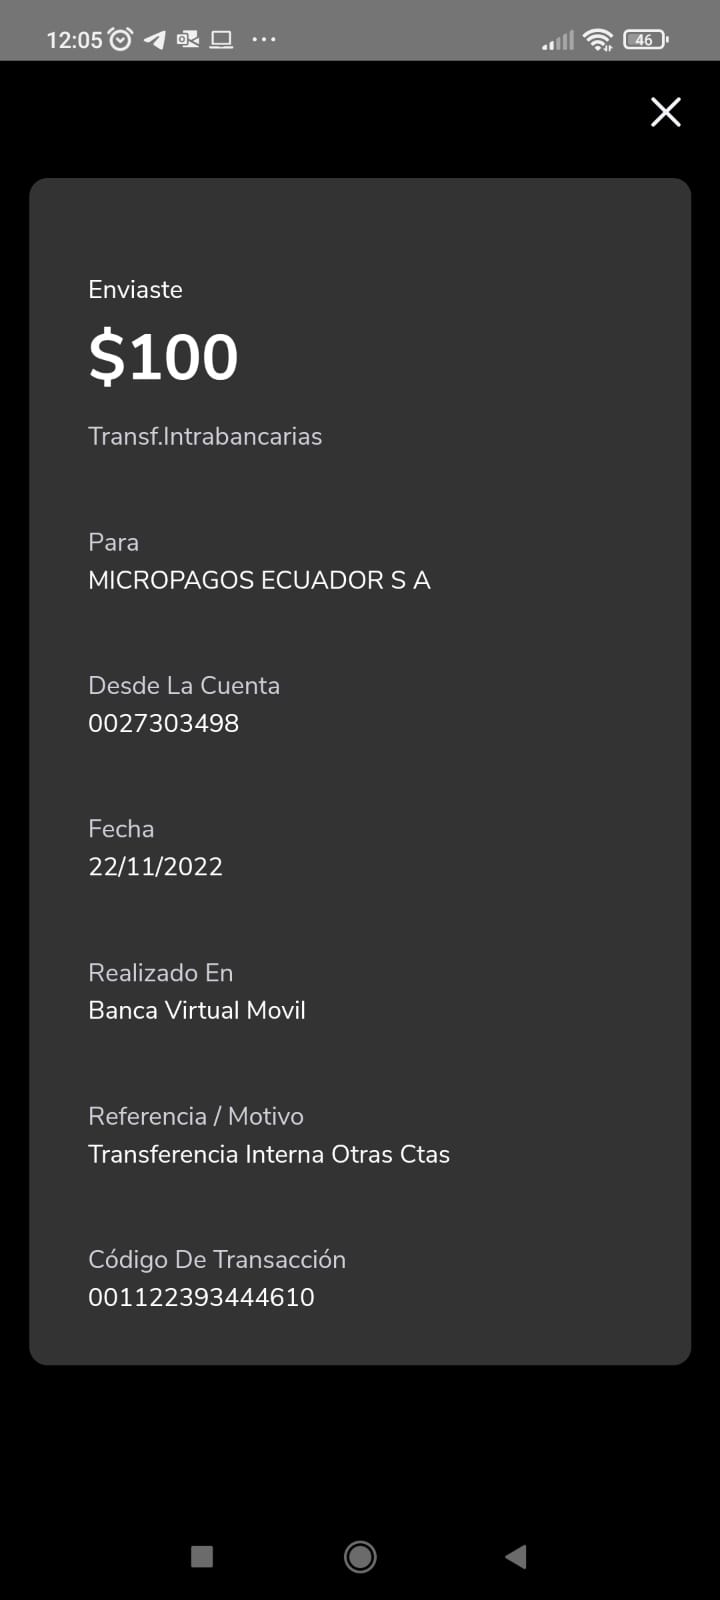 12:05
46
Enviaste
$100
Transf.Intrabancarias
Para
MICROPAGOS ECUADOR S A
Desde La Cuenta
0027303498
Fecha
22/11/2022
Realizado En
Banca Virtual Movil
Referencia / Motivo
Transferencia Interna Otras Ctas
Código De Transacción
001122393444610